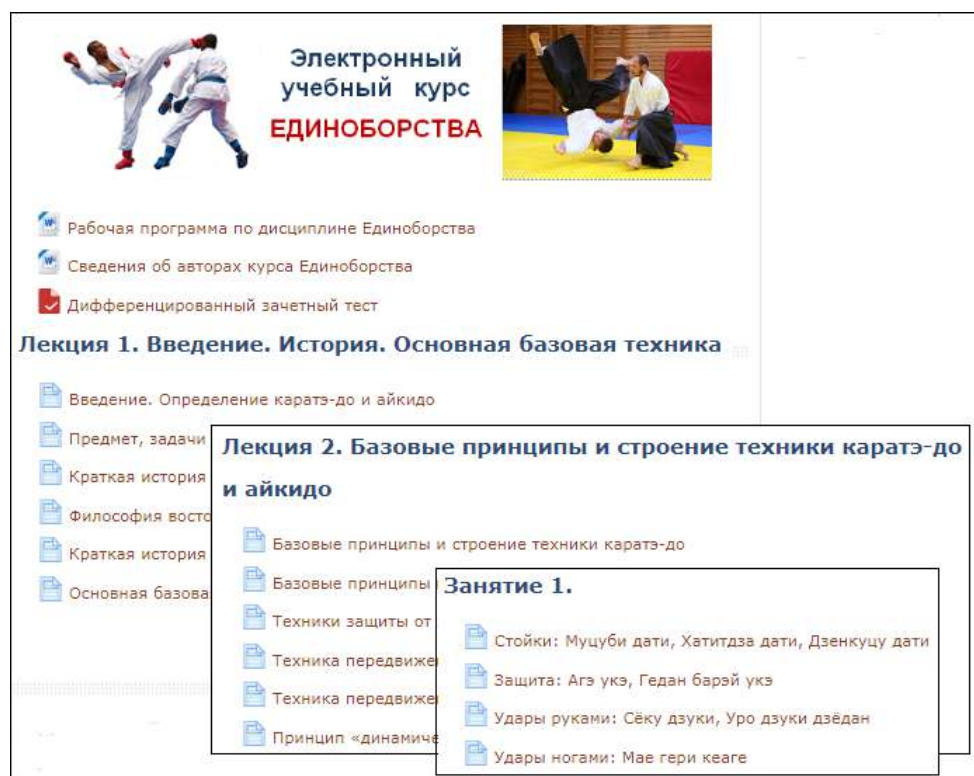 Электронный
учебный курс
ЕДИНОБОРСТВА
Рабочая программа по дисциплине Единоборства
Сведения об авторах курса Единоборства
Дифференцированный зачетный тест
Лекция 1. Введение. История. Основная базовая техника
Введение. Определение каратэ-до и айкидо
Предмет, задачи
Краткая история
Философия восто
Краткая история
Основная базова
Лекция 2. Базовые принципы и строение техники каратэ-до
и айкидо
Базовые принципы и строение техники каратэ-до
Базовые принципы
Техники защиты от
Техника передвиже
Техника передвиже
Принцип «динамиче
Занятие 1.
Стойки: Муцуби дати, Хатитдза дати, Дзенкуцу дати
Защита: Агэ укэ, Гедан барэй укэ
Удары руками: Сёку дзуки, Уро дзуки дзёдан
Удары ногами: Мае гери кеаге